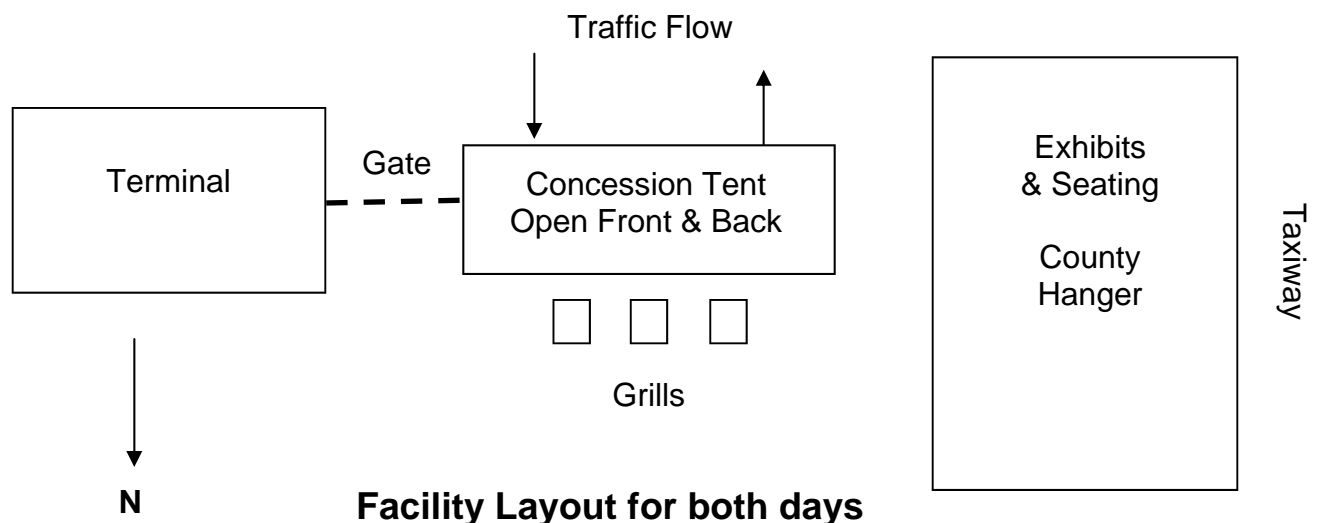 Traffic Flow
Terminal
Gate
Concession Tent
Open Front & Back
Exhibits
& Seating
County
Hanger
Taxiway
Grills
N
Facility Layout for both days